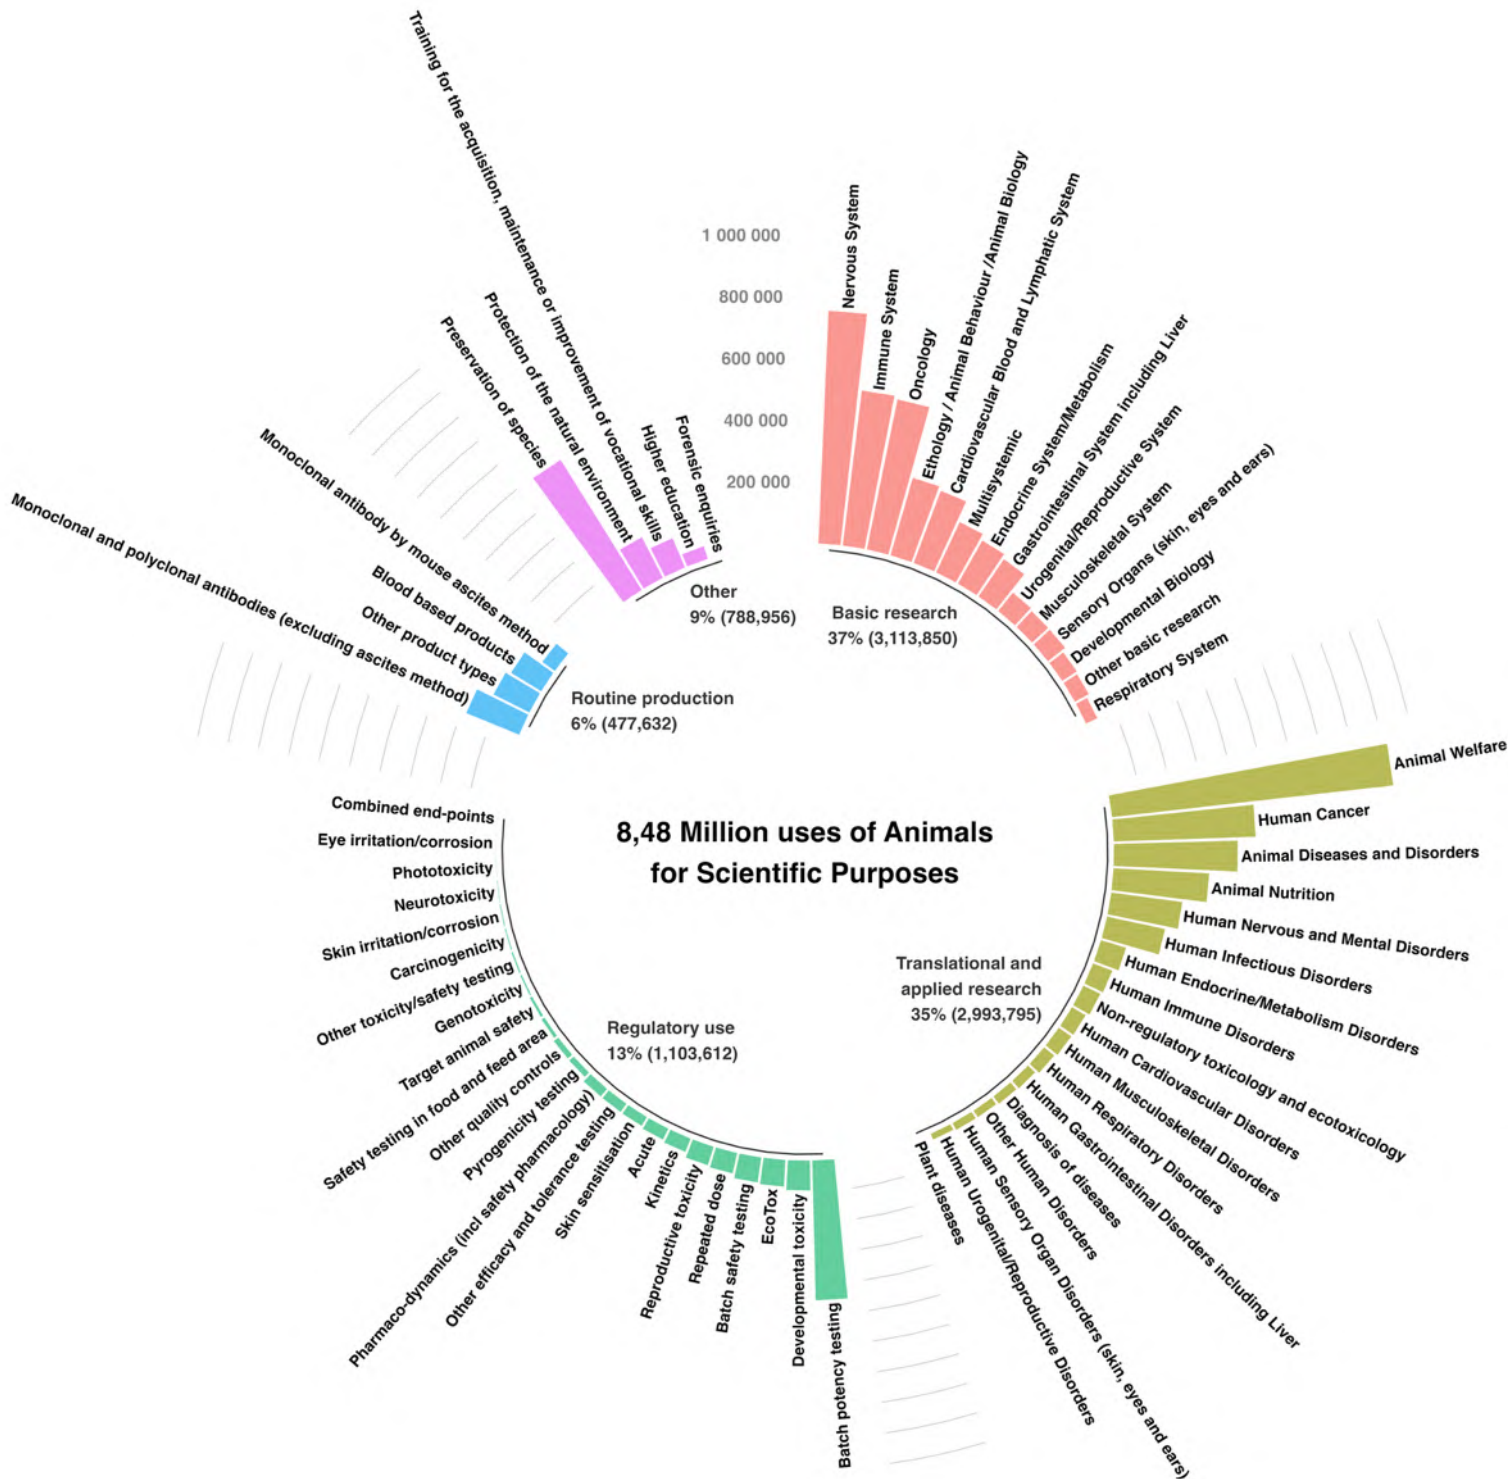 8,48 Million uses of Animals
for Scientific Purposes
1 000 000
800 000
600 000
400 000
200 000
Basic research
37% (3,113,850)
Nervous System
Immune System
Oncology
Ethology / Animal Behaviour /Animal Biology
Cardiovascular Blood and Lymphatic System
Multisystemic
Endocrine System/Metabolism
Gastrointestinal System including Liver
Urogenital/Reproductive System
Musculoskeletal System
Sensory Organs (skin, eyes and ears)
Developmental Biology
Other basic research
Respiratory System
Translational and
applied research
35% (2,993,795)
Animal Welfare
Human Cancer
Animal Diseases and Disorders
Animal Nutrition
Human Nervous and Mental Disorders
Human Infectious Disorders
Human Endocrine/Metabolism Disorders
Human Immune Disorders
Non-regulatory toxicology and ecotoxicology
Human Cardiovascular Disorders
Human Musculoskeletal Disorders
Human Respiratory Disorders
Human Gastrointestinal Disorders including Liver
Diagnosis of diseases
Other Human Disorders
Human Sensory Organ Disorders (skin, eyes and ears)
Human Urogenital/Reproductive Disorders
Plant diseases
Regulatory use
13% (1,103,612)
Batch potency testing
Developmental toxicity
EcoTox
Batch safety testing
Repeated dose
Reproductive toxicity
Kinetics
Acute
Skin sensitisation
Other efficacy and tolerance testing
Pharmaco-dynamics (incl safety pharmacology)
Pyrogenicity testing
Other quality controls
Safety testing in food and feed area
Target animal safety
Genotoxicity
Other toxicity/safety testing
Carcinogenicity
Skin irritation/corrosion
Neurotoxicity
Phototoxicity
Eye irritation/corrosion
Combined end-points
Routine production
6% (477,632)
Monoclonal and polyclonal antibodies (excluding ascites method)
Other product types
Blood based products
Monoclonal antibody by mouse ascites method
Other
9% (788,956)
Preservation of species
Protection of the natural environment
Training for the acquisition, maintenance or improvement of vocational skills
Higher education
Forensic enquiries